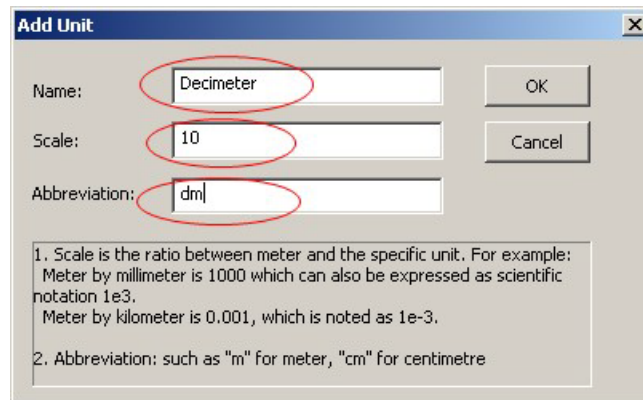 Add Unit
Name:
Decimeter
OK
Scale:
10
Cancel
Abbreviation:
dm
1. Scale is the ratio between meter and the specific unit. For example:
Meter by millimeter is 1000 which can also be expressed as scientific
notation 1e3.
Meter by kilometer is 0.001, which is noted as 1e-3.
2. Abbreviation: such as "m" for meter, "cm" for centimetre